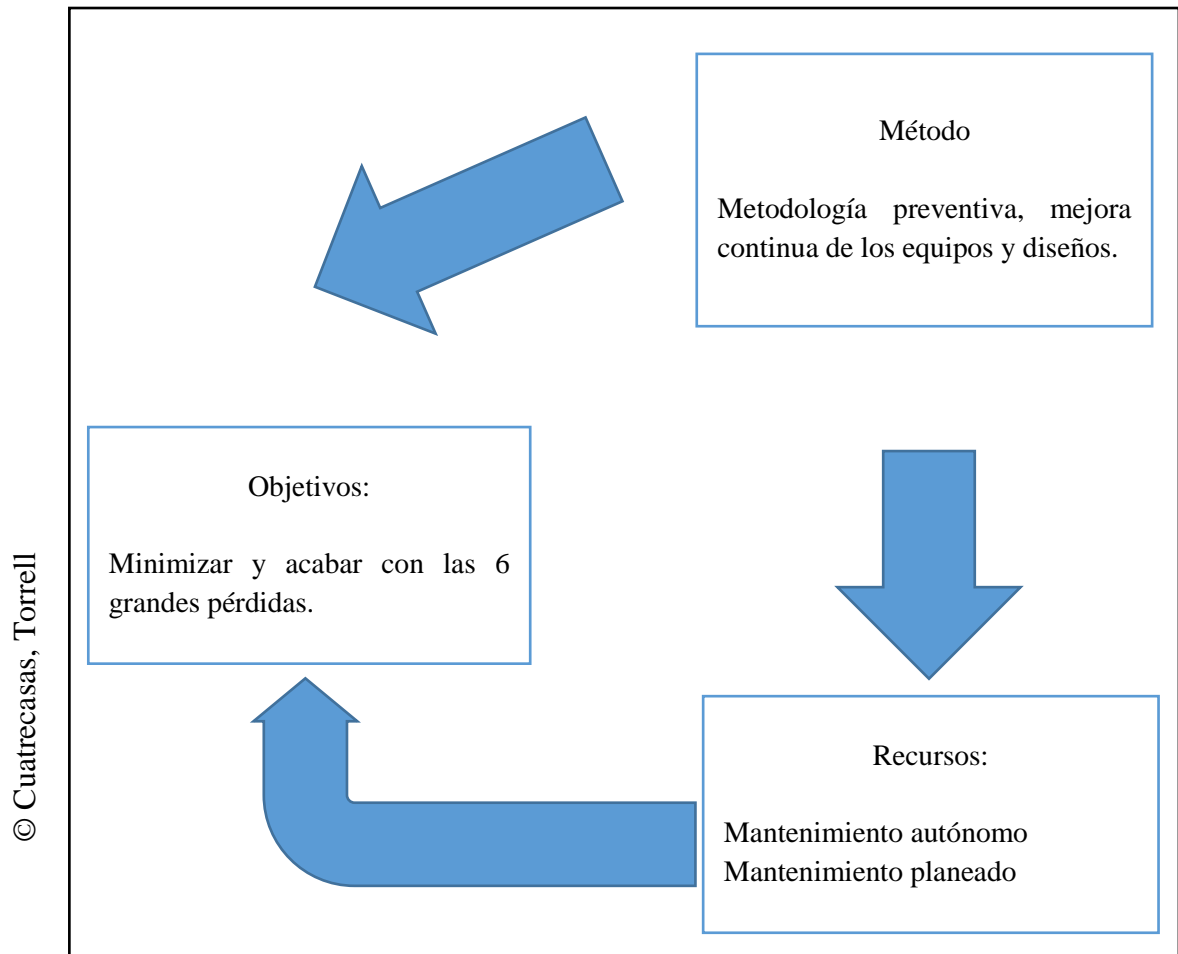 Método
Metodología preventiva, mejora
continua de los equipos y diseños.
Objetivos:
Minimizar y acabar con las 6
grandes pérdidas.
Recursos:
Mantenimiento autónomo
Mantenimiento planeado
© Cuatrecasas, Torrell